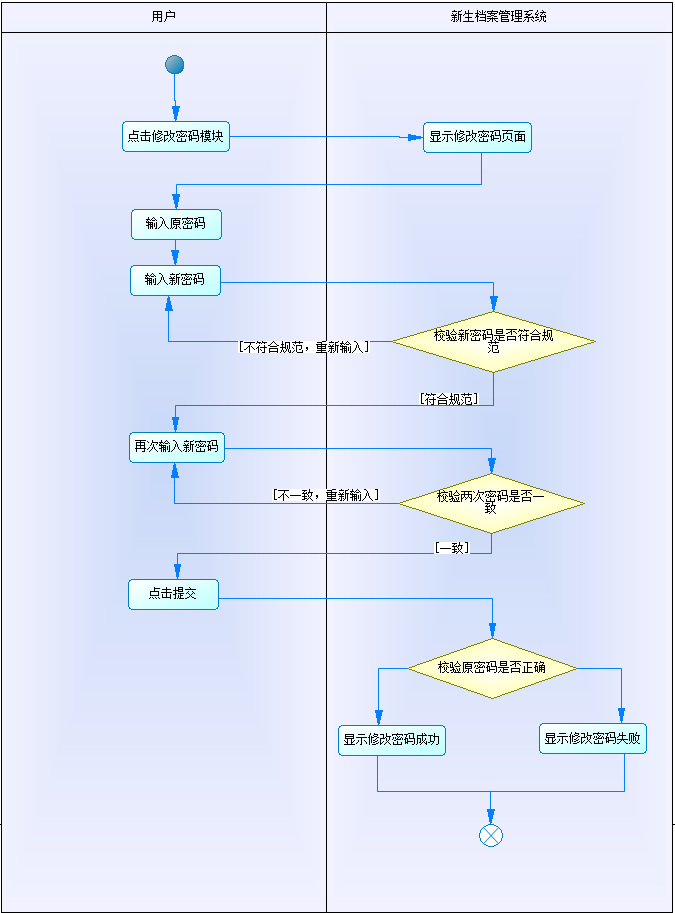 用户
新生档案管理系统
点击修改密码模块
显示修改密码页面
输入原密码
输入新密码
校验新密码是否符合规
范
[不符合规范，重新输入]
[符合规范]
再次输入新密码
校验两次密码是否一
致
[不一致，重新输入]
[一致]
点击提交
校验原密码是否正确
显示修改密码成功
显示修改密码失败